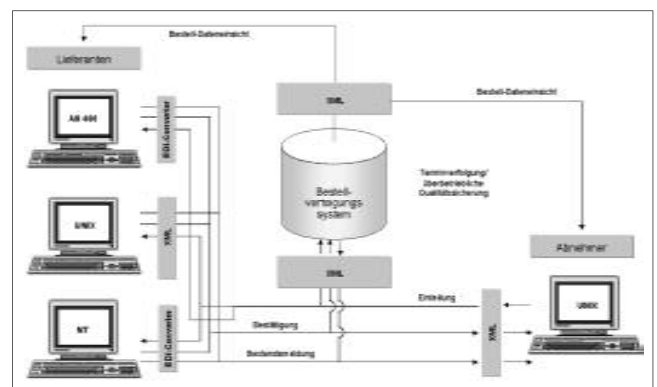 Bestell-Dateneinsicht
Lieferanten
XML
Bestell-Dateneinsicht
AS 400
EDI-Converter
Bestell-
verfolgungs
system
Terminverfolgung/
überbetriebliche
Qualitätssicherung
UNIX
XML
Abnehmer
XML
UNIX
Einteilung
NT
EDI-Converter
Bestätigung
XML
Bestandsmeldung